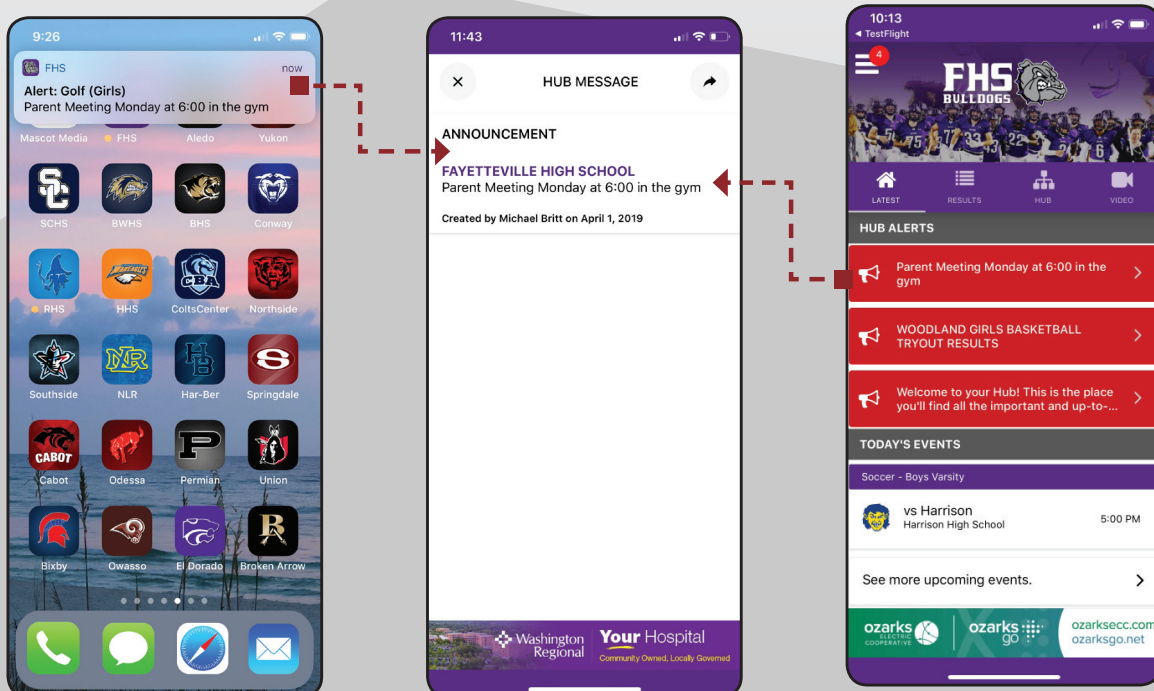 9:26
FHS
now
Alert: Golf (Girls)
Parent Meeting Monday at 6:00 in the gym
Mascot Media
FHS
Aledo
Yukon
SC
SCHS
BWHS
BHS
Conway
RHS
HHS
CBA
ColtsCenter
Northside
Southside
NLR
NLR
HB
Har-Ber
S
Springdale
CABOT
Cabot
Odessa
P
Permian
Union
Bixby
Owasso
El Dorado
B
Broken Arrow
11:43
HUB MESSAGE
ANNOUNCEMENT
FAYETTEVILLE HIGH SCHOOL
Parent Meeting Monday at 6:00 in the gym
Created by Michael Britt on April 1, 2019
Washington
Regional
Your Hospital
Community Owned, Locally Governed
10:13
TestFlight
4
FHS
BULLDOGS
LATEST
RESULTS
HUB
VIDEO
HUB ALERTS
Parent Meeting Monday at 6:00 in the
gym
WOODLAND GIRLS BASKETBALL
TRYOUT RESULTS
Welcome to your Hub! This is the place
you'll find all the important and up-to-...
TODAY'S EVENTS
Soccer - Boys Varsity
vs Harrison
Harrison High School
5:00 PM
See more upcoming events.
ozarks
ELECTRIC
COOPERATIVE
ozarks
go
ozarksecc.com
ozarksgo.net